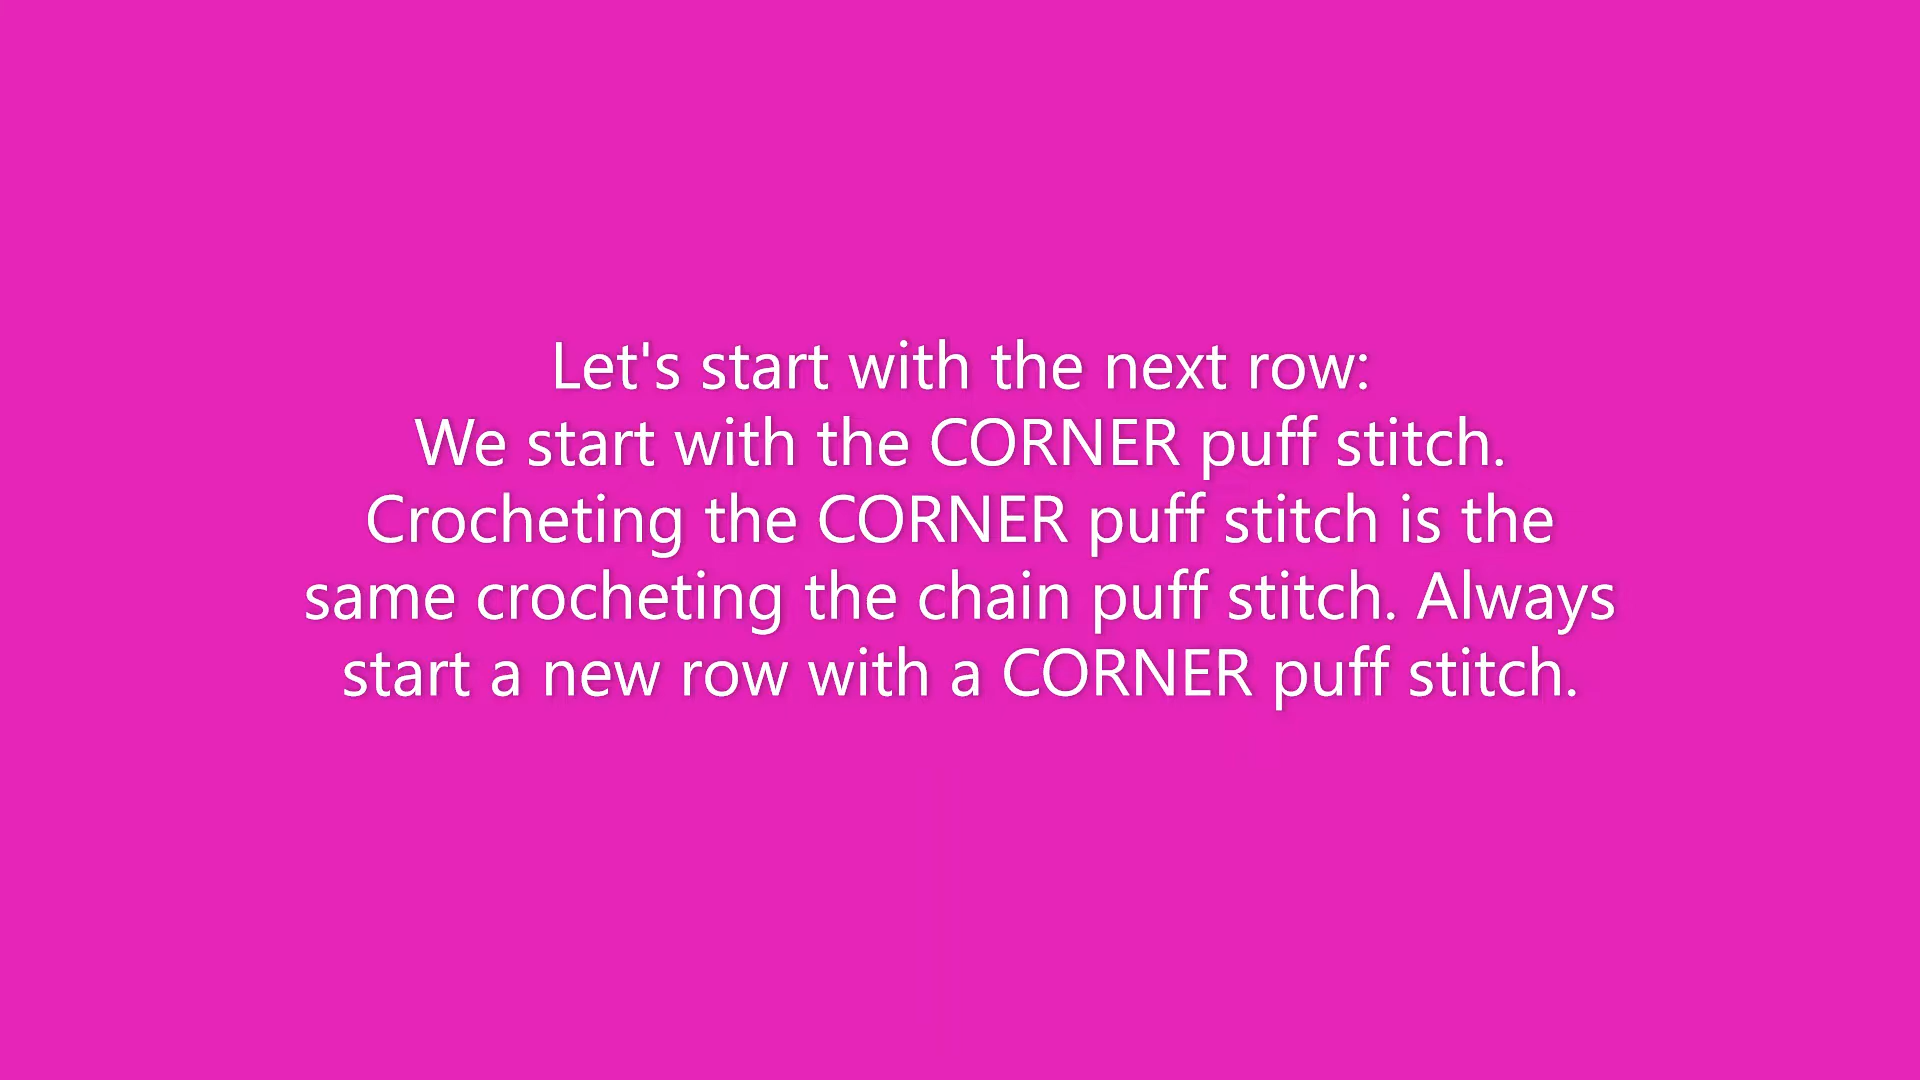 Let's start with the next row:
We start with the CORNER puff stitch.
Crocheting the CORNER puff stitch is the
same crocheting the chain puff stitch. Always
start a new row with a CORNER puff stitch.